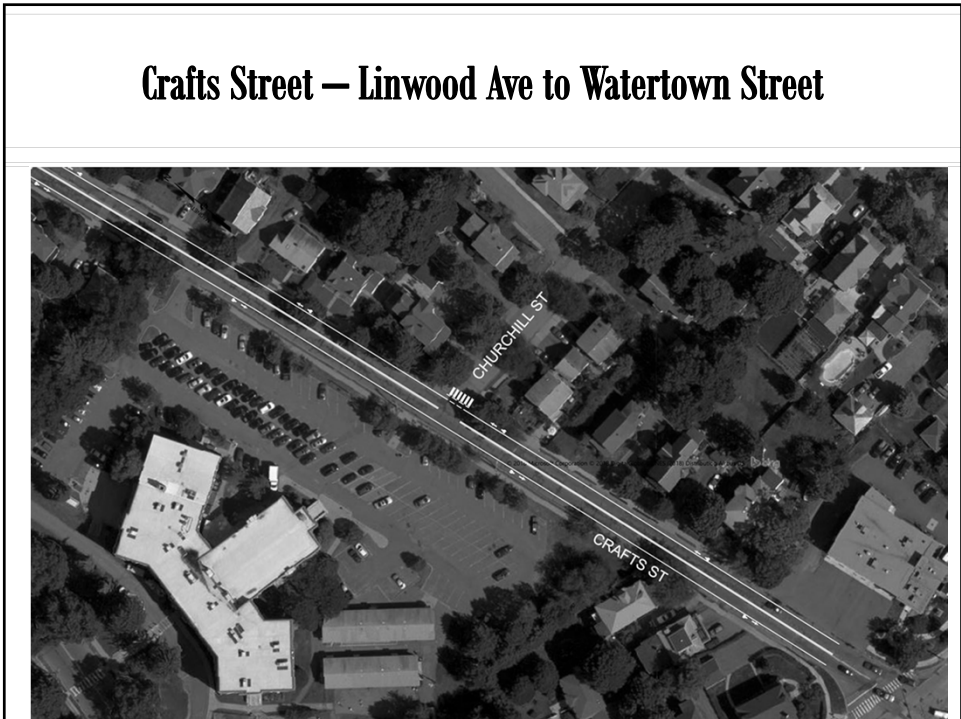 Crafts Street — Linwood Ave to Watertown Street
CHURCHILL ST
CRAFTS ST